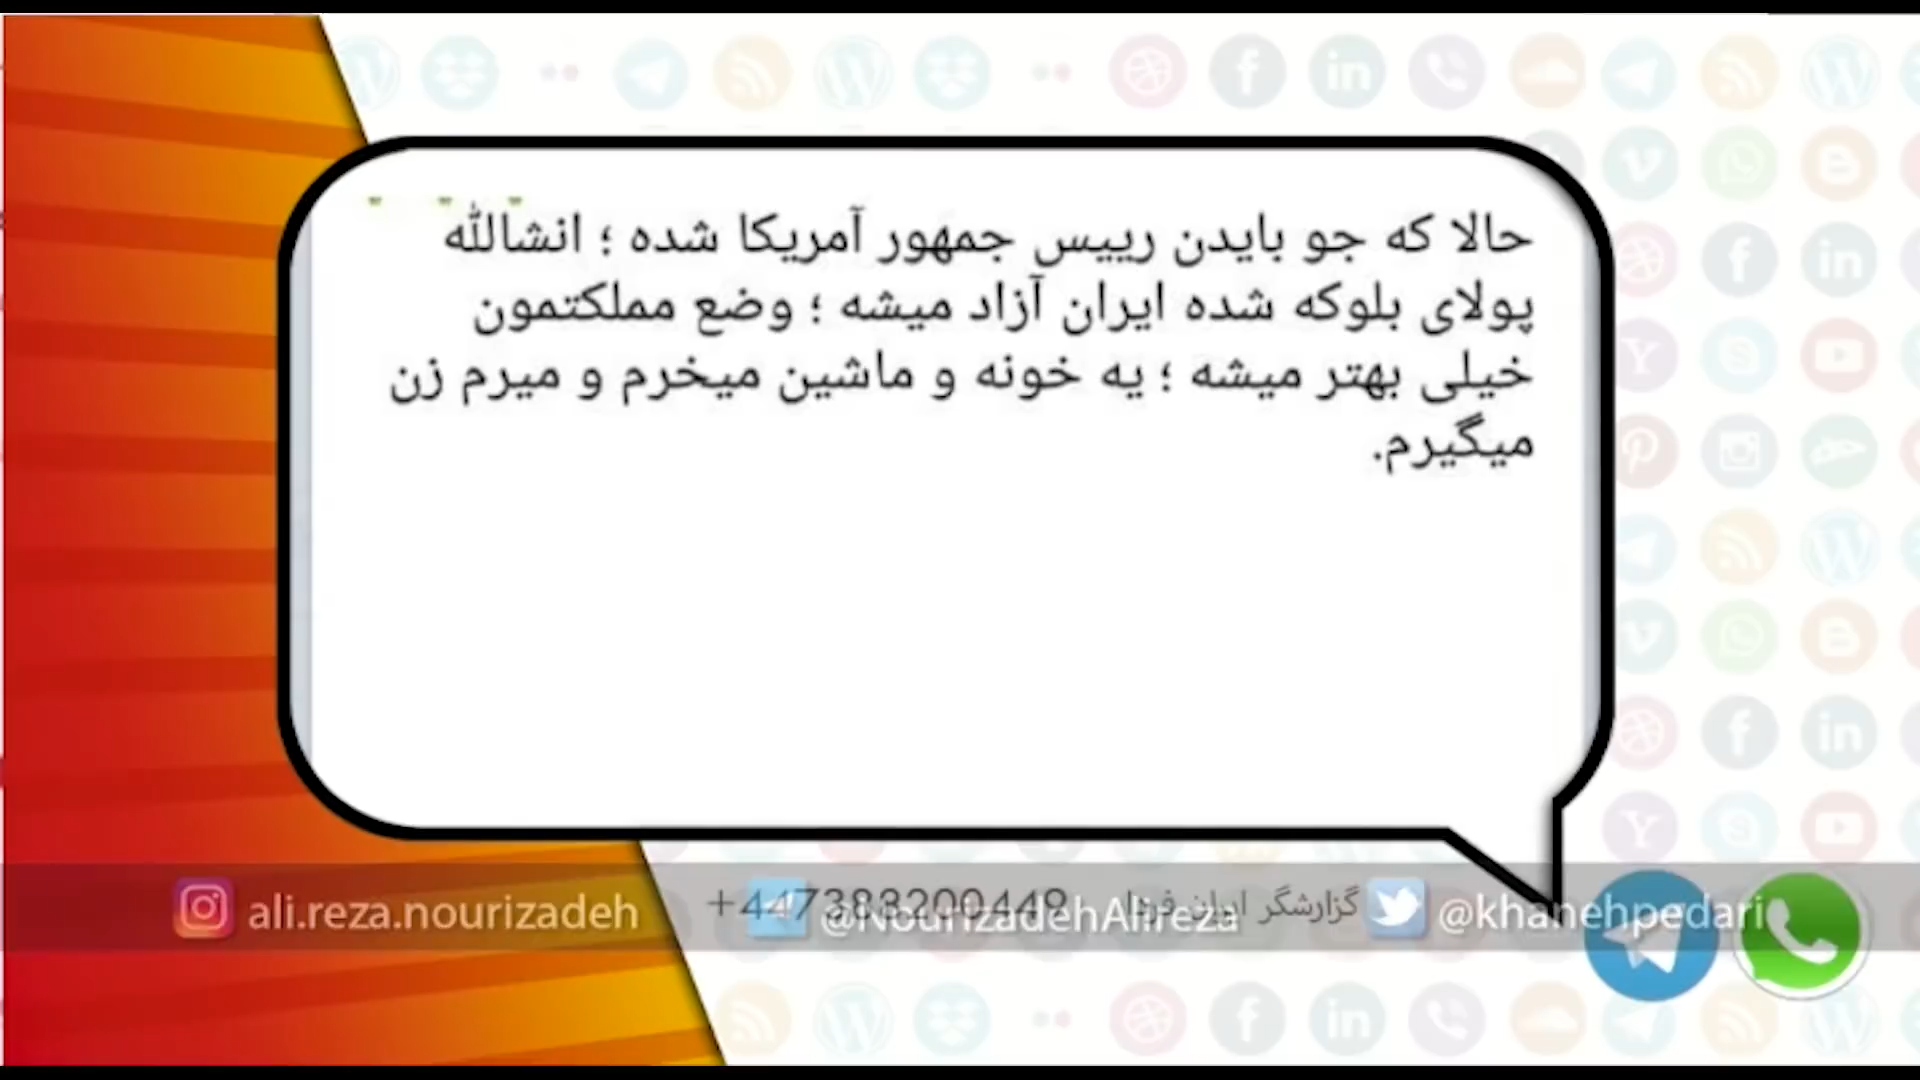 حالا که جو بایدن رییس جمهور آمریکا شده ؛ انشالله
پولای بلوکه شده ایران آزاد میشه ؛ وضع مملکتمون
خیلی بهتر میشه ؛ یه خونه و ماشین میخرم و میرم زن
میگیرم.
ali.reza.nourizadeh
+447383200449 گزارشگر ایران فردا
@NourizadehAlireza
@khanehpedari